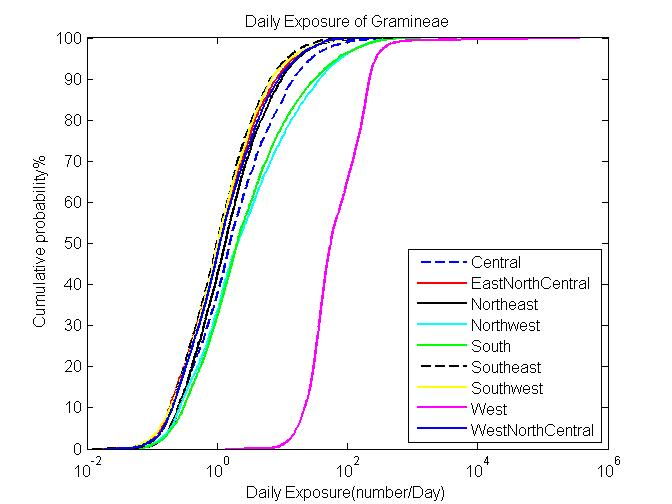 Daily Exposure of Gramineae
100
90
80
70
60
50
40
30
20
10
0
Cumulative probability%
Central
EastNorthCentral
Northeast
Northwest
South
Southeast
Southwest
West
WestNorthCentral
10^-2 10^0 10^2 10^4 10^6
Daily Exposure(number/Day)